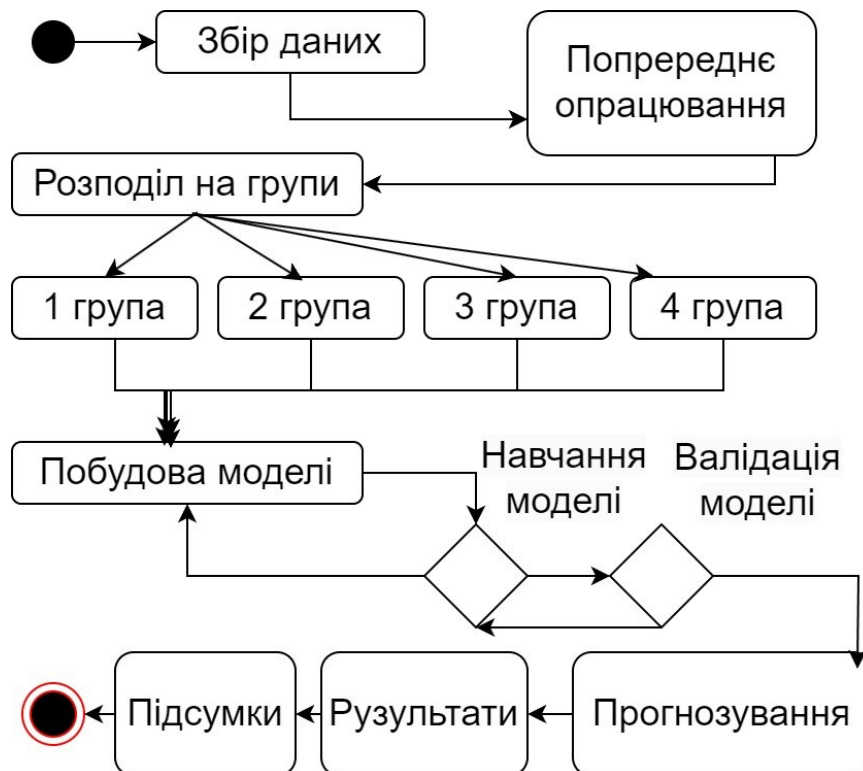 Збір даних
Попререднє
опрацювання
Розподіл на групи
1 група
2 група
3 група
4 група
Побудова моделі
Навчання
моделі
Валідація
моделі
Підсумки
Рузультати
Прогнозування